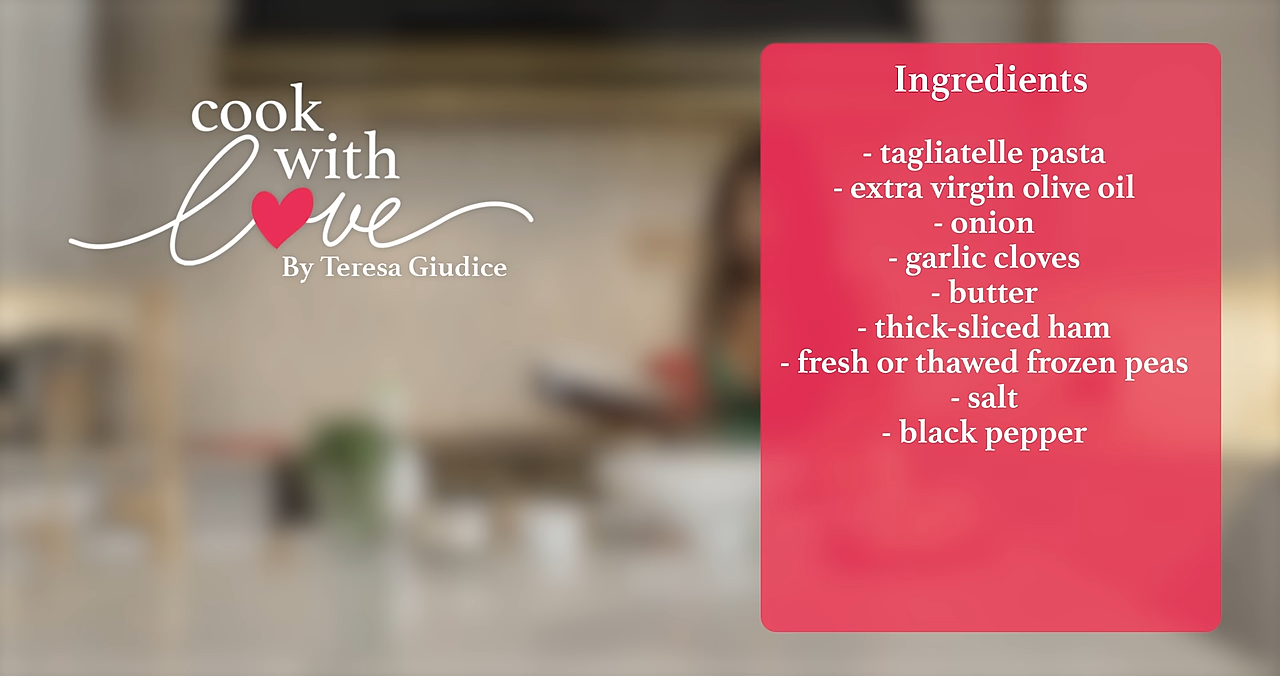 cook
with
love
By Teresa Giudice
Ingredients
- tagliatelle pasta
- extra virgin olive oil
- onion
- garlic cloves
- butter
- thick-sliced ham
- fresh or thawed frozen peas
- salt
- black pepper